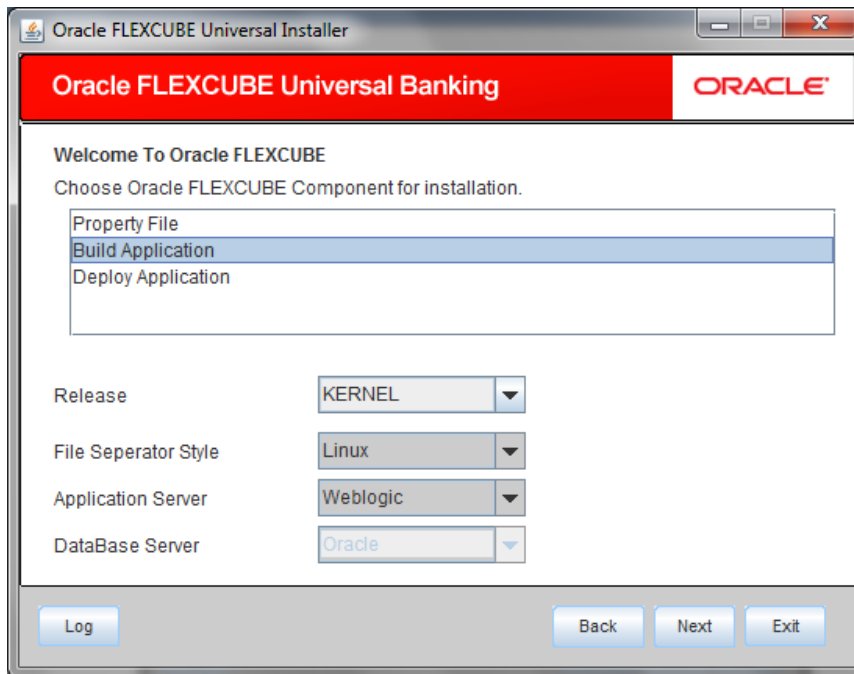 Oracle FLEXCUBE Universal Installer
Oracle FLEXCUBE Universal Banking
ORACLE
Welcome To Oracle FLEXCUBE
Choose Oracle FLEXCUBE Component for installation.
Property File
Build Application
Deploy Application
Release KERNEL
File Seperator Style Linux
Application Server Weblogic
DataBase Server Oracle
Log Back Next Exit